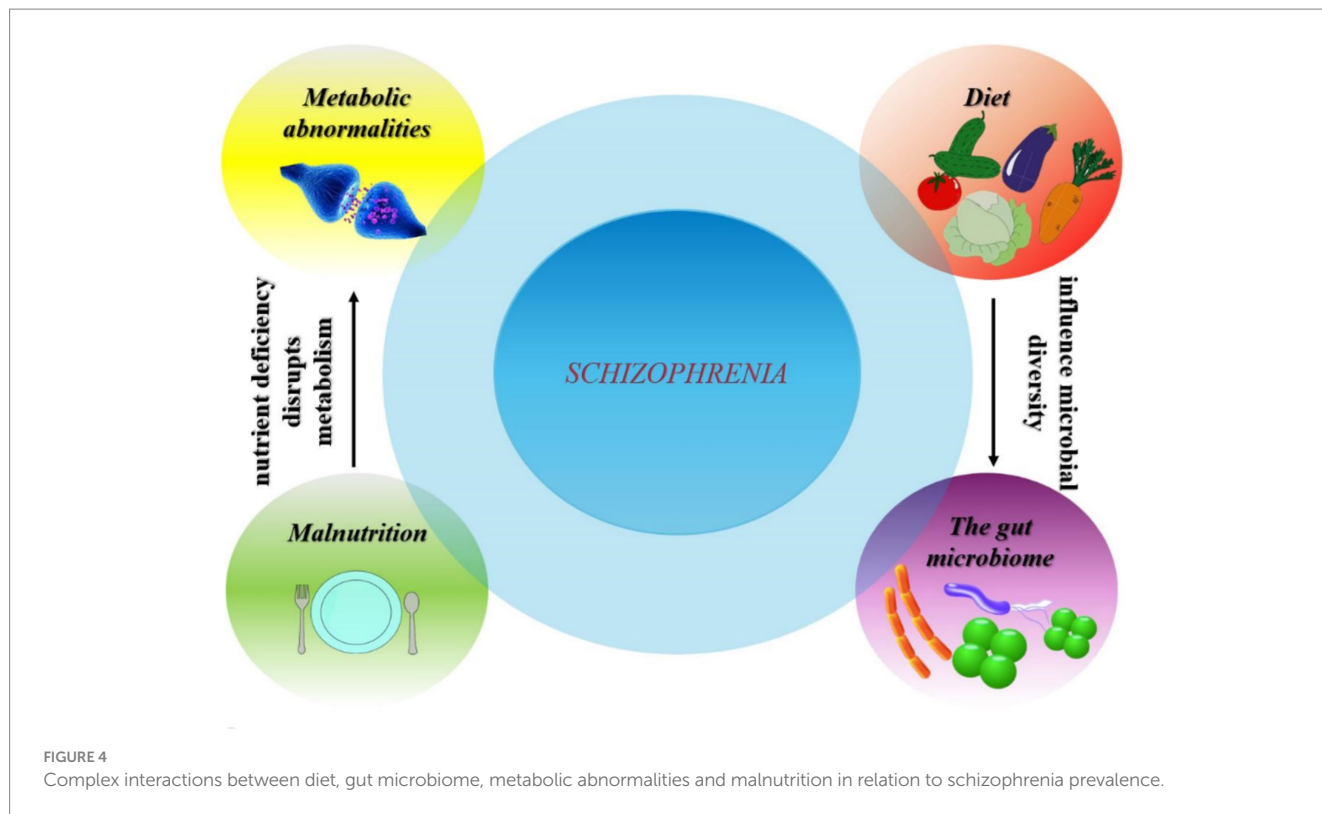 Metabolic
abnormalities
Diet
nutrient deficiency
disrupts
metabolism
SCHIZOPHRENIA
influence microbial
diversity
Malnutrition
The gut
microbiome
FIGURE 4
Complex interactions between diet, gut microbiome, metabolic abnormalities and malnutrition in relation to schizophrenia prevalence.